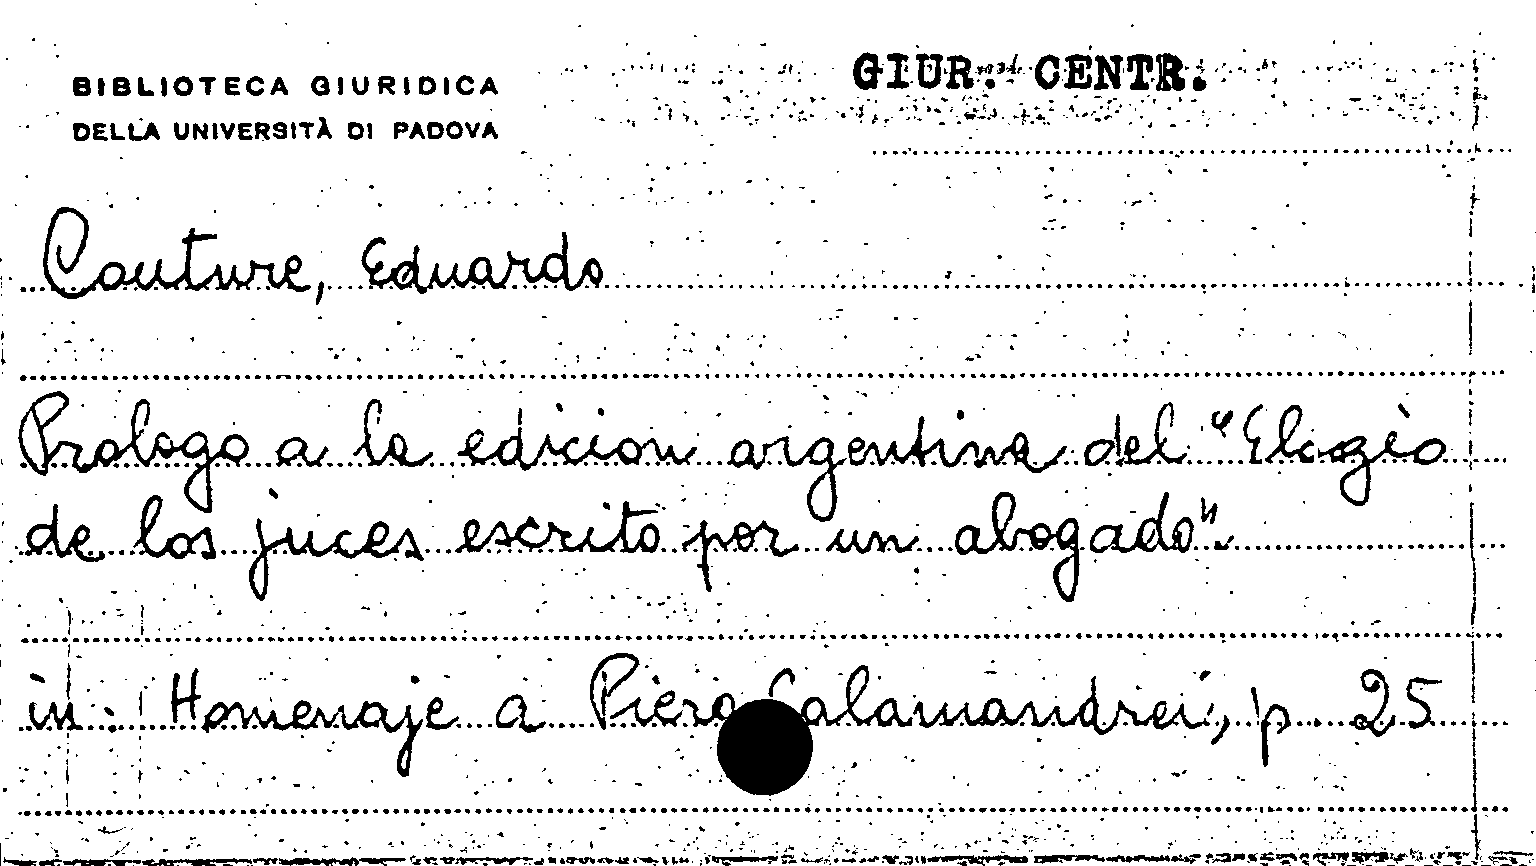 BIBLIOTECA GIURIDICA
DELLA UNIVERSITÀ DI PADOVA
GIUR. CENTR.
Couture, Eduardo
Prologo a la edicion argentina del "Elogio
de los juces escrito por un abogado".
in: Homenaje a Piero Calamandrei, p. 25